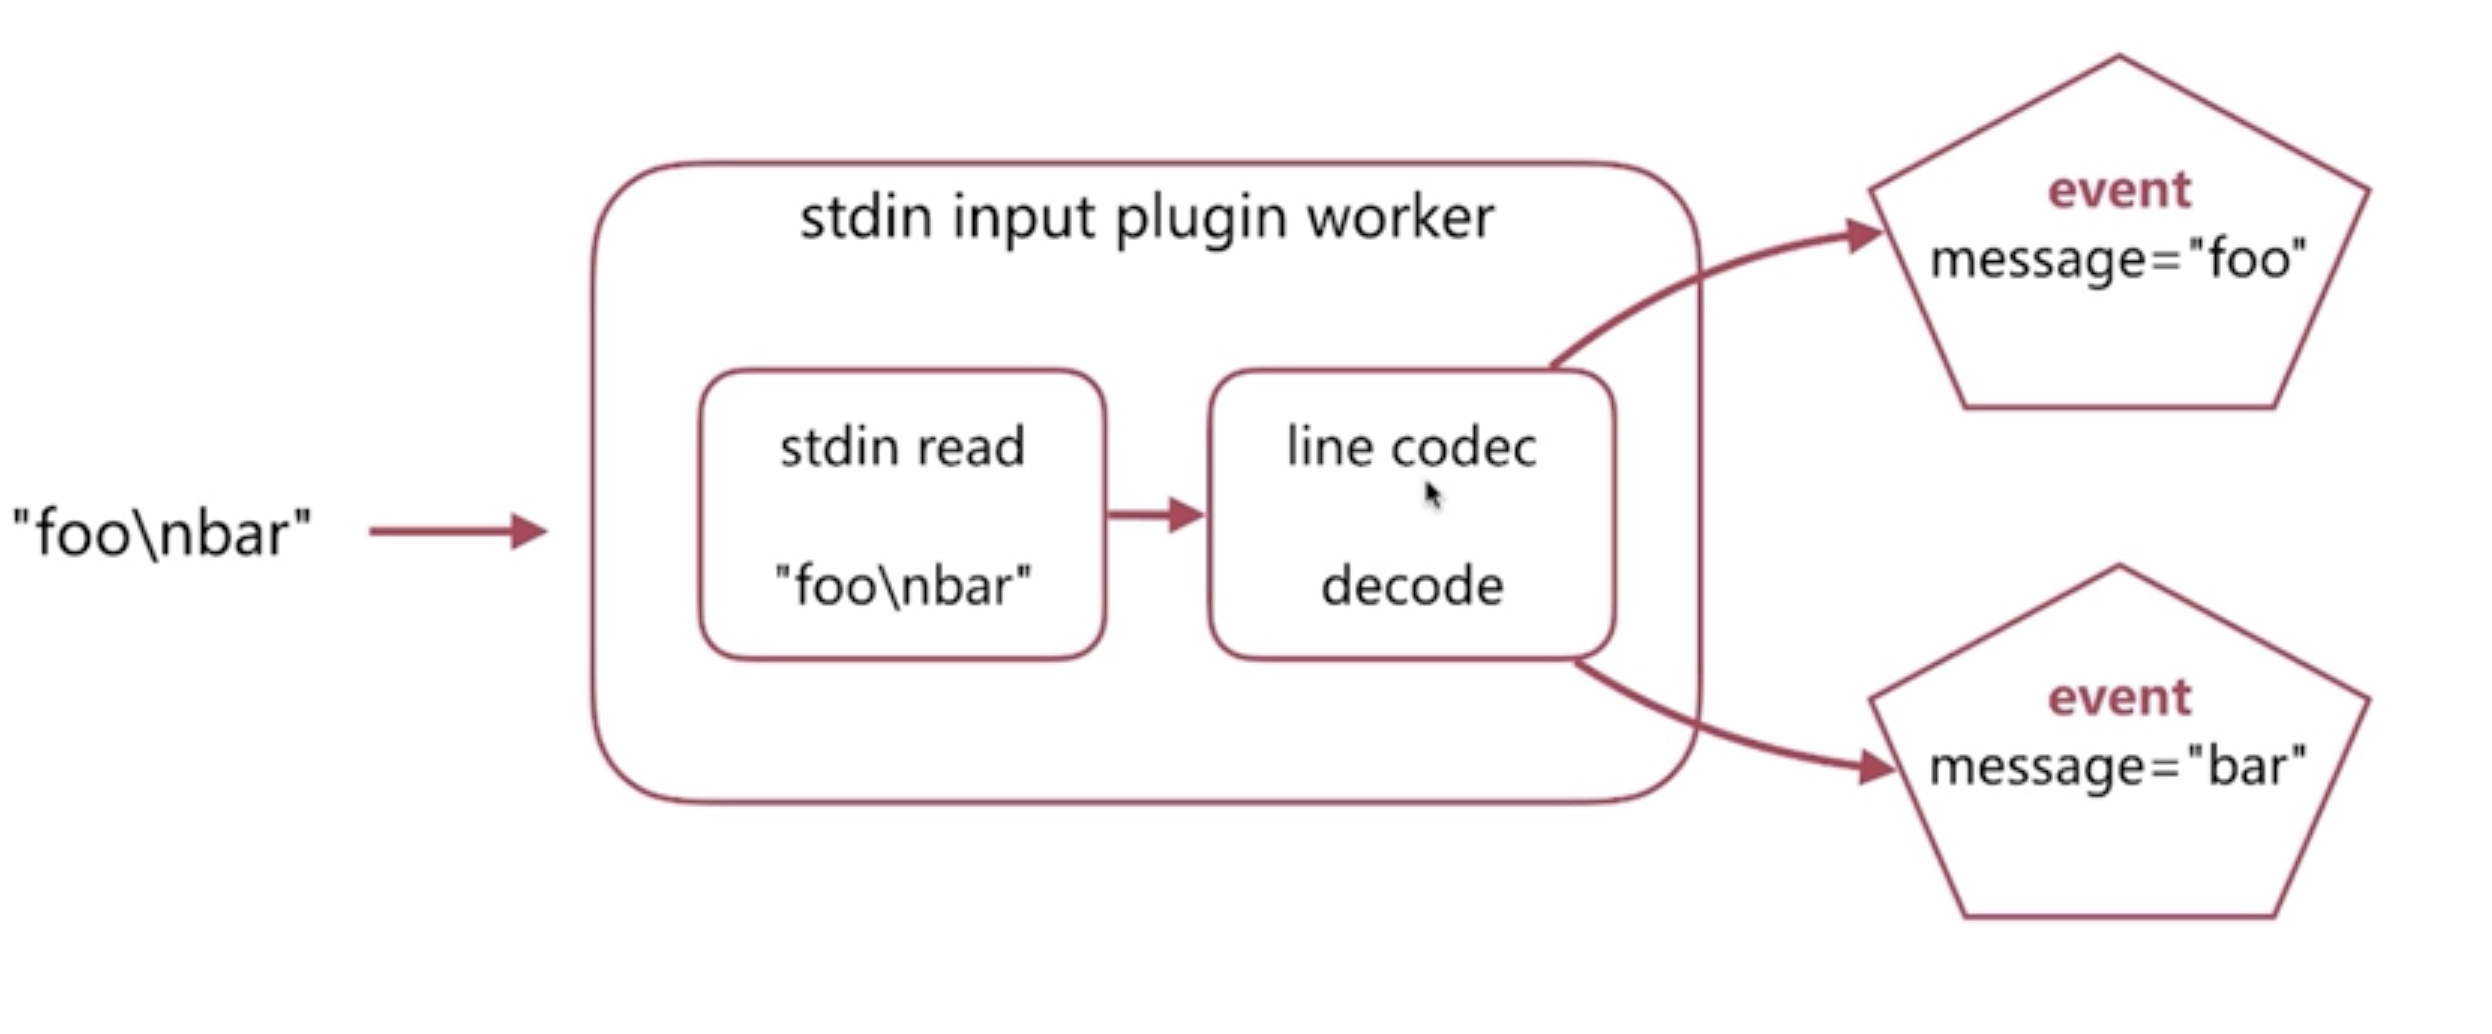 "foo\nbar"
stdin input plugin worker
stdin read
"foo\nbar"
line codec
decode
event
message="foo"
event
message="bar"